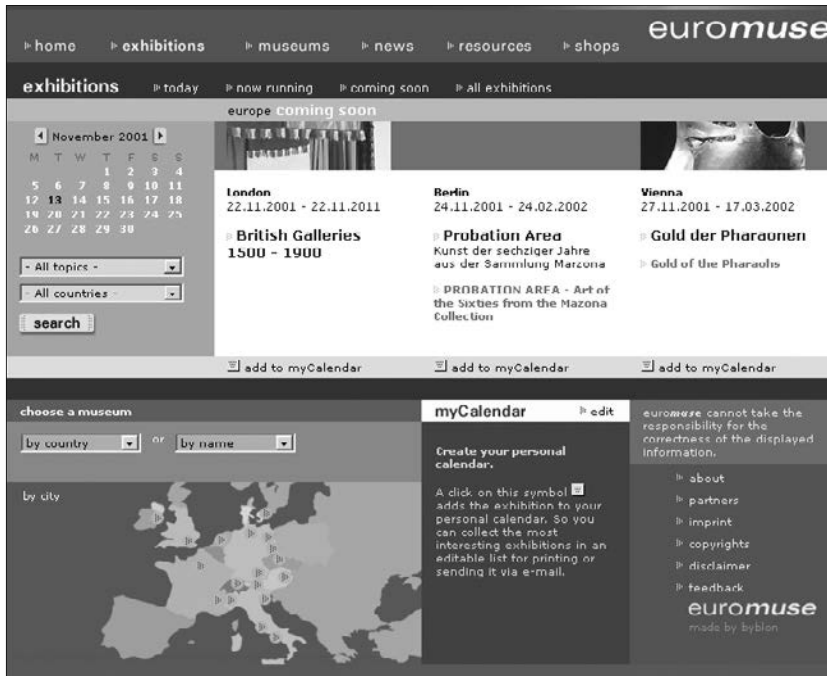 home exhibitions museums news resources shops
euromuse
exhibitions today now running coming soon all exhibitions
europe coming soon
November 2001
M T W T F S S
1 2 3 4
5 6 7 8 9 10 11
12 13 14 15 16 17 18
19 20 21 22 23 24 25
26 27 28 29 30
- All topics -
- All countries -
search
London
22.11.2001 - 22.11.2011
British Galleries
1500 - 1900
add to myCalendar
Berlin
24.11.2001 - 24.02.2002
Probation Area
Kunst der sechziger Jahre
aus der Sammlung Marzona
PROBATION AREA - Art of
the Sixties from the Mazona
Collection
add to myCalendar
Vienna
27.11.2001 - 17.03.2002
Gold der Pharaonen
Gold of the Pharaohs
add to myCalendar
choose a museum
by country or by name
by city
myCalendar edit
Create your personal
calendar.
A click on this symbol
adds the exhibition to your
personal calendar. So you
can collect the most
interesting exhibitions in an
editable list for printing or
sending it via e-mail.
euromuse cannot take the
responsibility for the
correctness of the displayed
information.
about
partners
imprint
copyrights
disclaimer
feedback
euromuse
made by byblon